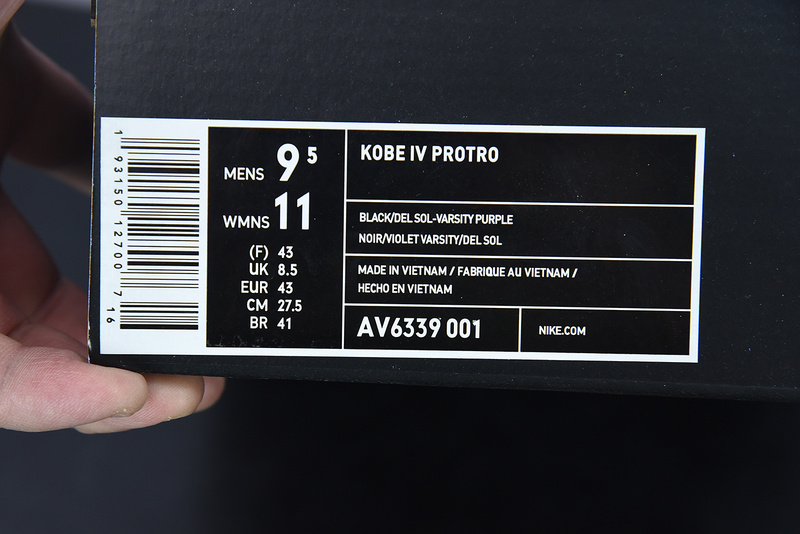 1 93150 12700 7 16
MENS 9 5
WMNS 11
(F) 43
UK 8.5
EUR 43
CM 27.5
BR 41
KOBE IV PROTRO
BLACK/DEL SOL-VARSITY PURPLE
NOIR/VIOLET VARSITY/DEL SOL
MADE IN VIETNAM / FABRIQUE AU VIETNAM /
HECHO EN VIETNAM
AV6339 001
NIKE.COM